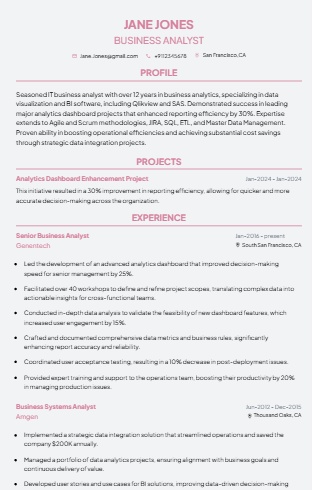 JANE JONES
BUSINESS ANALYST
Jane.Jones@gmail.com +9112345678 San Francisco, CA
PROFILE
Seasoned IT business analyst with over 12 years in business analytics, specializing in data
visualization and BI software, including Qlikview and SAS. Demonstrated success in leading
major analytics dashboard projects that enhanced reporting efficiency by 30%. Expertise
extends to Agile and Scrum methodologies, JIRA, SQL, ETL, and Master Data Management.
Proven ability in boosting operational efficiencies and achieving substantial cost savings
through strategic data integration projects.
PROJECTS
Analytics Dashboard Enhancement Project Jan-2024 - Jan-2024
This initiative resulted in a 30% improvement in reporting efficiency, allowing for quicker and more
accurate decision-making across the organization.
EXPERIENCE
Senior Business Analyst Jan-2016 - present
Genentech South San Francisco, CA
• Led the development of an advanced analytics dashboard that improved decision-making
speed for senior management by 25%.
• Facilitated over 40 workshops to define and refine project scopes, translating complex data into
actionable insights for cross-functional teams.
• Conducted in-depth data analysis to validate the feasibility of new dashboard features, which
increased user engagement by 15%.
• Crafted and documented comprehensive data metrics and business rules, significantly
enhancing report accuracy and reliability.
• Coordinated user acceptance testing, resulting in a 10% decrease in post-deployment issues.
• Provided expert training and support to the operations team, boosting their productivity by 20%
in managing production issues.
Business Systems Analyst Jun-2012 - Dec-2015
Amgen Thousand Oaks, CA
• Implemented a strategic data integration solution that streamlined operations and saved the
company $200K annually.
• Managed a portfolio of data analytics projects, ensuring alignment with business goals and
continuous delivery of value.
• Developed user stories and use cases for BI solutions, improving data-driven decision-making